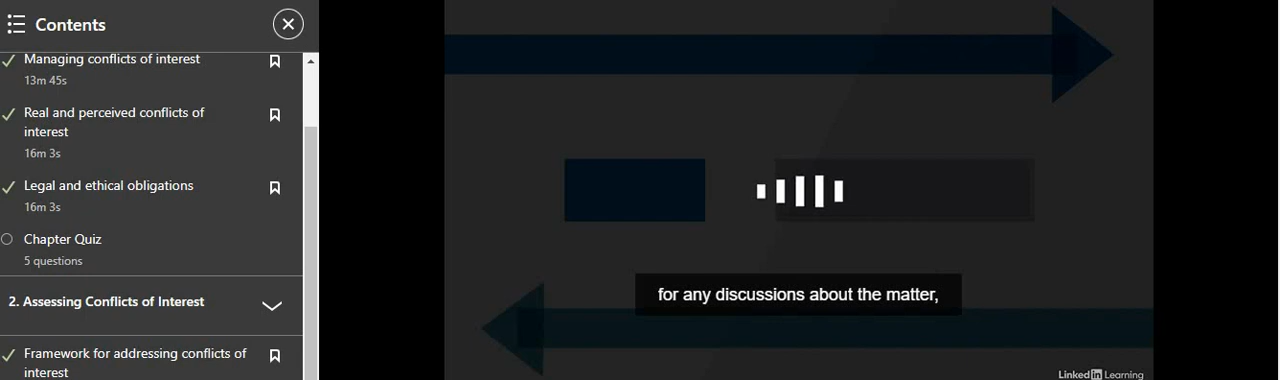 Contents
Managing conflicts of interest
13m 45s
Real and perceived conflicts of
interest
16m 3s
Legal and ethical obligations
16m 3s
Chapter Quiz
5 questions
2. Assessing Conflicts of Interest
Framework for addressing conflicts of
interest
for any discussions about the matter,
LinkedIn Learning